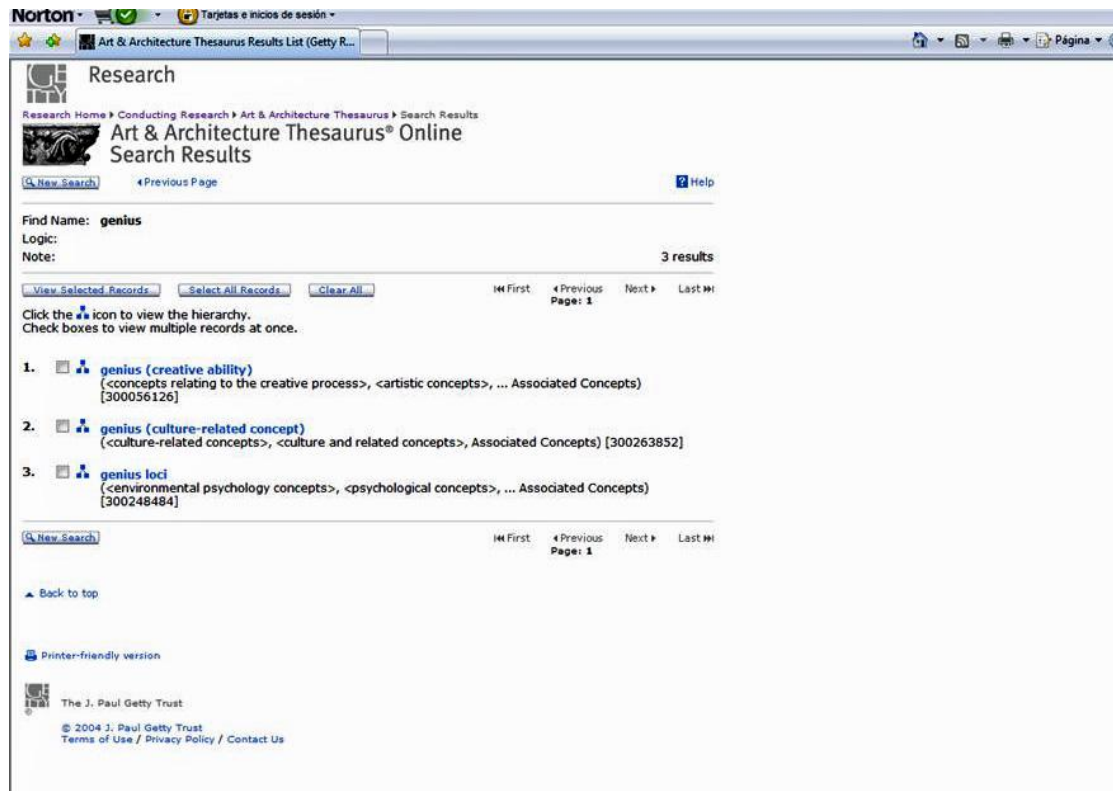 Norton Tarjetas e inicios de sesión
Art & Architecture Thesaurus Results List (Getty R... Página
GETTY Research
Research Home Conducting Research Art & Architecture Thesaurus Search Results
Art & Architecture Thesaurus® Online
Search Results
New Search Previous Page ? Help
Find Name: genius
Logic:
Note: 3 results
View Selected Records Select All Records Clear All First Previous Next Last
Page: 1
Click the icon to view the hierarchy.
Check boxes to view multiple records at once.
1. genius (creative ability)
(<concepts relating to the creative process>, <artistic concepts>, ... Associated Concepts)
[300056126]
2. genius (culture-related concept)
(<culture-related concepts>, <culture and related concepts>, Associated Concepts) [300263852]
3. genius loci
(<environmental psychology concepts>, <psychological concepts>, ... Associated Concepts)
[300248484]
New Search First Previous Next Last
Page: 1
Back to top
Printer-friendly version
GETTY The J. Paul Getty Trust
© 2004 J. Paul Getty Trust
Terms of Use / Privacy Policy / Contact Us